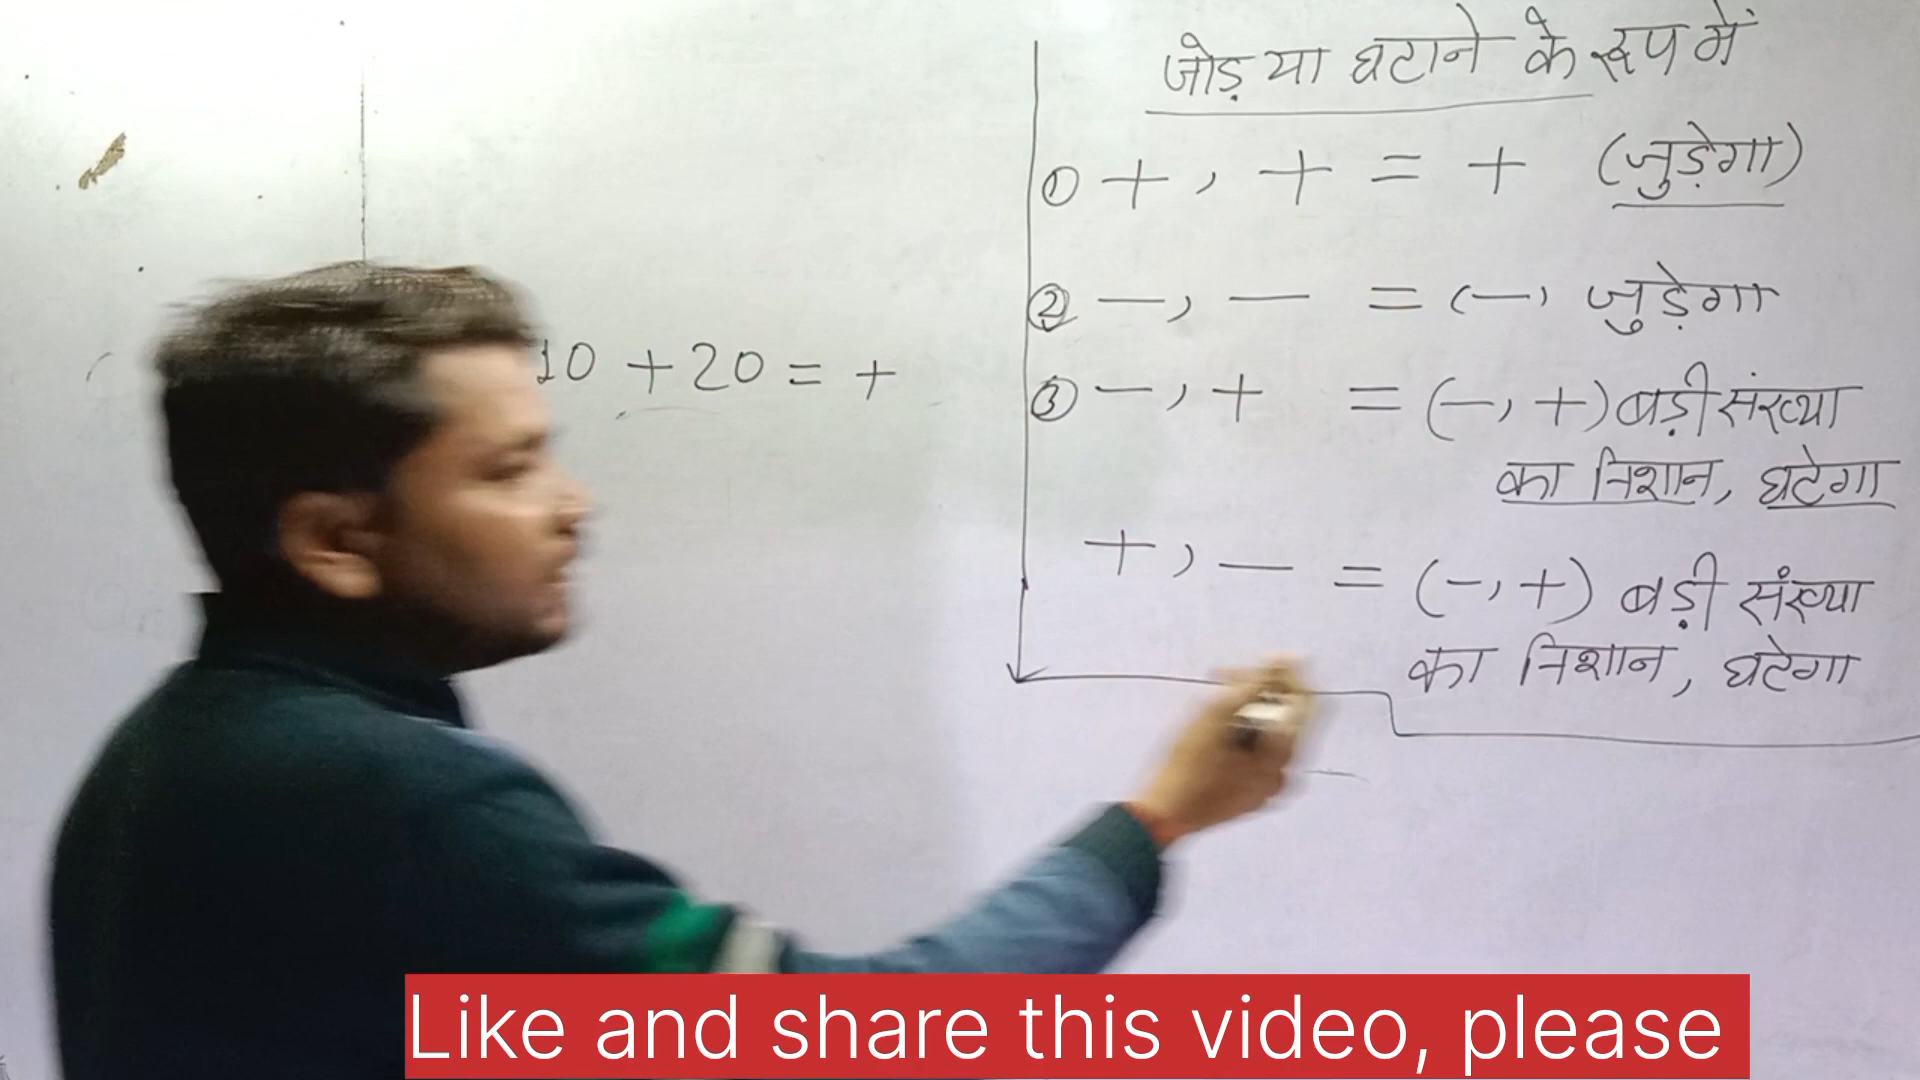 जोड़ या घटाने के रूप में
① + , + = + (जुड़ेगा)
② − , − = (−, जुड़ेगा
③ − , + = (−, +) बड़ी संख्या
का निशान, घटेगा
+ , − = (−, +) बड़ी संख्या
का निशान, घटेगा
10 + 20 = +
Like and share this video, please